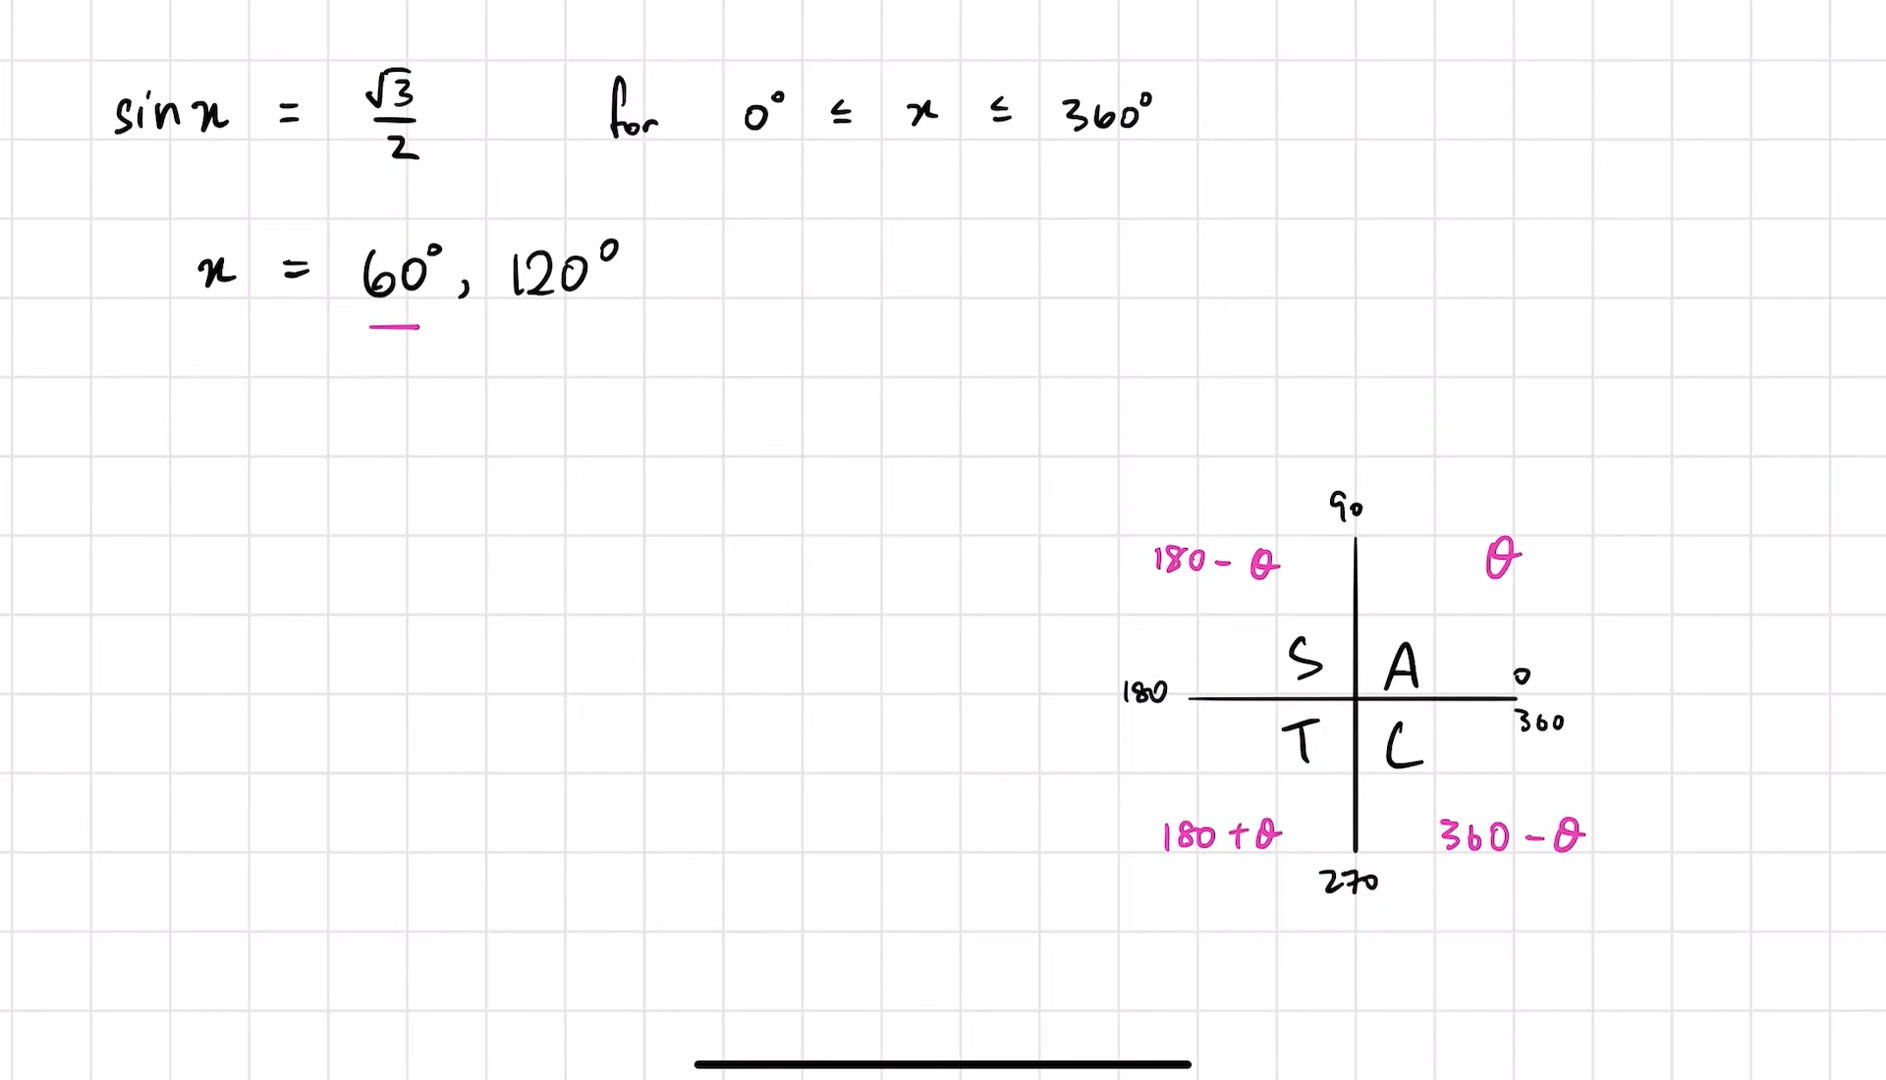 sin x = √3/2 for 0° ≤ x ≤ 360°
x = 60°, 120°
90
180 - θ θ
S A 0
180 360
T C
180 + θ 360 - θ
270